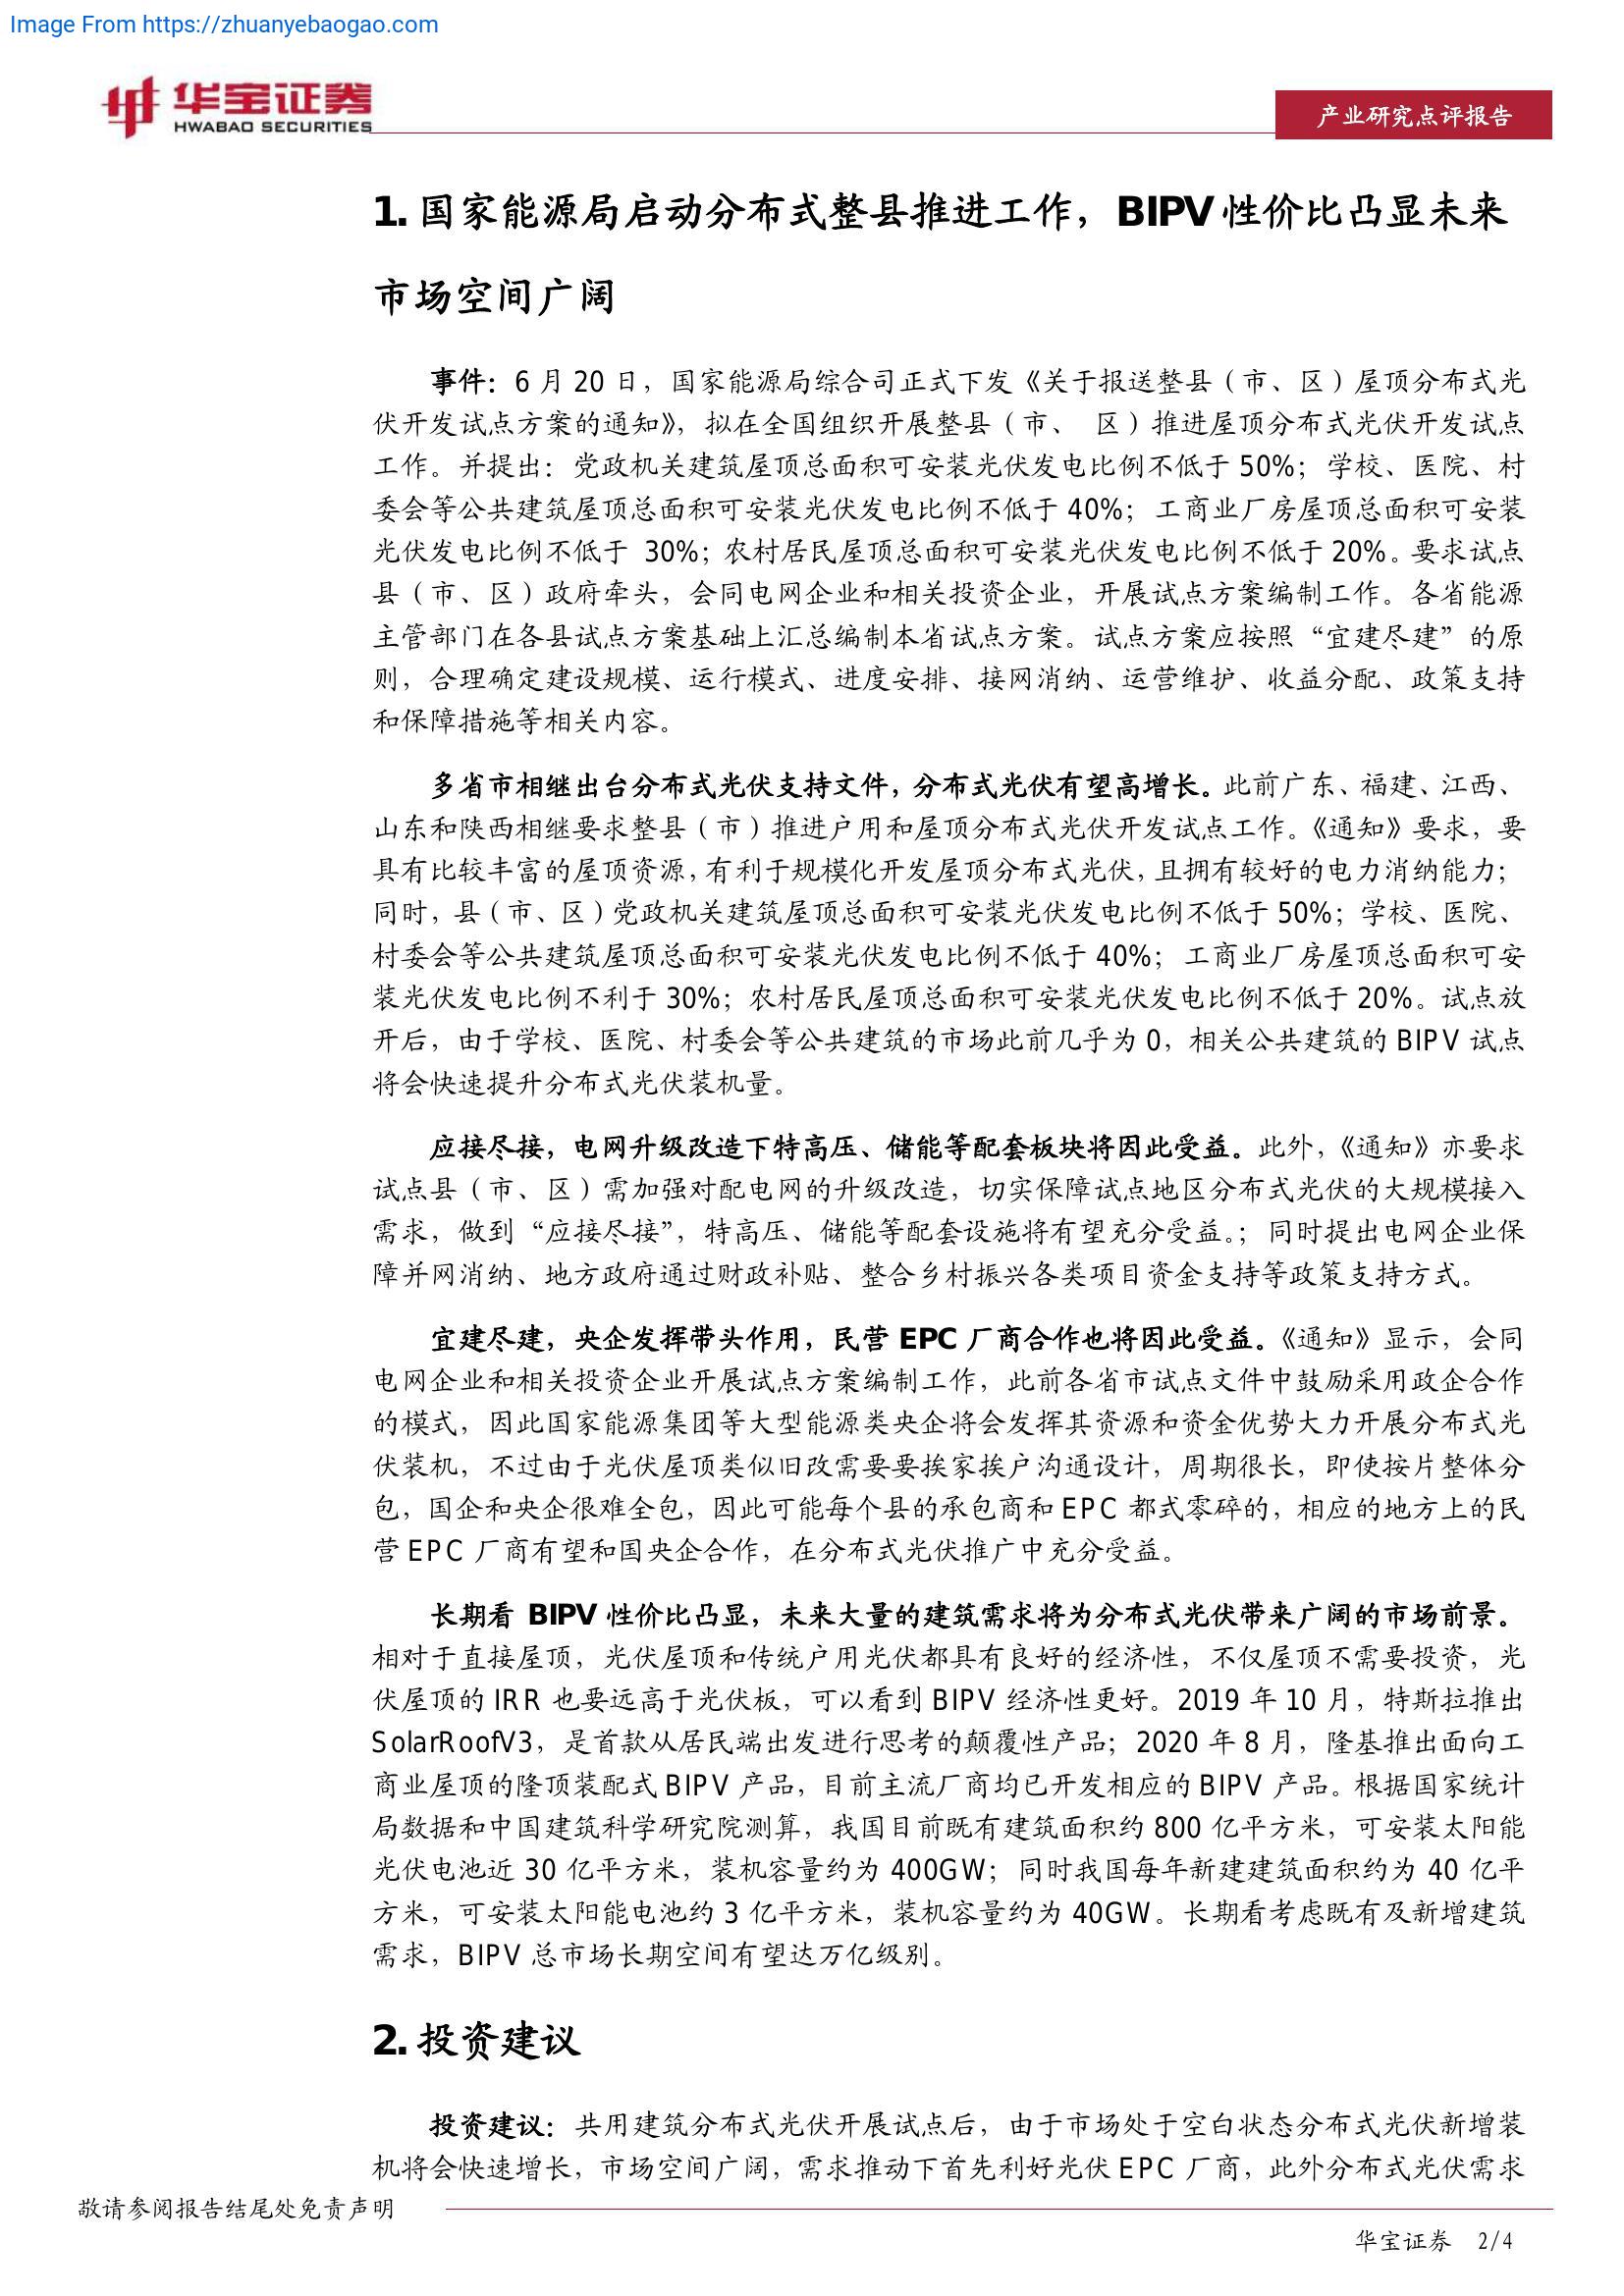 Image From https://zhuanyebaogao.com
华宝证券
HWABAO SECURITIES
产业研究点评报告
1. 国家能源局启动分布式整县推进工作，BIPV 性价比凸显未来
市场空间广阔
事件：6 月 20 日，国家能源局综合司正式下发《关于报送整县（市、区）屋顶分布式光
伏开发试点方案的通知》，拟在全国组织开展整县（市、 区）推进屋顶分布式光伏开发试点
工作。并提出：党政机关建筑屋顶总面积可安装光伏发电比例不低于 50%；学校、医院、村
委会等公共建筑屋顶总面积可安装光伏发电比例不低于 40%；工商业厂房屋顶总面积可安装
光伏发电比例不低于 30%；农村居民屋顶总面积可安装光伏发电比例不低于 20%。要求试点
县（市、区）政府牵头，会同电网企业和相关投资企业，开展试点方案编制工作。各省能源
主管部门在各县试点方案基础上汇总编制本省试点方案。试点方案应按照“宜建尽建”的原
则，合理确定建设规模、运行模式、进度安排、接网消纳、运营维护、收益分配、政策支持
和保障措施等相关内容。
多省市相继出台分布式光伏支持文件，分布式光伏有望高增长。此前广东、福建、江西、
山东和陕西相继要求整县（市）推进户用和屋顶分布式光伏开发试点工作。《通知》要求，要
具有比较丰富的屋顶资源，有利于规模化开发屋顶分布式光伏，且拥有较好的电力消纳能力；
同时，县（市、区）党政机关建筑屋顶总面积可安装光伏发电比例不低于 50%；学校、医院、
村委会等公共建筑屋顶总面积可安装光伏发电比例不低于 40%；工商业厂房屋顶总面积可安
装光伏发电比例不利于 30%；农村居民屋顶总面积可安装光伏发电比例不低于 20%。试点放
开后，由于学校、医院、村委会等公共建筑的市场此前几乎为 0，相关公共建筑的 BIPV 试点
将会快速提升分布式光伏装机量。
应接尽接，电网升级改造下特高压、储能等配套板块将因此受益。此外，《通知》亦要求
试点县（市、区）需加强对配电网的升级改造，切实保障试点地区分布式光伏的大规模接入
需求，做到“应接尽接”，特高压、储能等配套设施将有望充分受益。；同时提出电网企业保
障并网消纳、地方政府通过财政补贴、整合乡村振兴各类项目资金支持等政策支持方式。
宜建尽建，央企发挥带头作用，民营 EPC 厂商合作也将因此受益。《通知》显示，会同
电网企业和相关投资企业开展试点方案编制工作，此前各省市试点文件中鼓励采用政企合作
的模式，因此国家能源集团等大型能源类央企将会发挥其资源和资金优势大力开展分布式光
伏装机，不过由于光伏屋顶类似旧改需要要挨家挨户沟通设计，周期很长，即使按片整体分
包，国企和央企很难全包，因此可能每个县的承包商和 EPC 都式零碎的，相应的地方上的民
营 EPC 厂商有望和国央企合作，在分布式光伏推广中充分受益。
长期看 BIPV 性价比凸显，未来大量的建筑需求将为分布式光伏带来广阔的市场前景。
相对于直接屋顶，光伏屋顶和传统户用光伏都具有良好的经济性，不仅屋顶不需要投资，光
伏屋顶的 IRR 也要远高于光伏板，可以看到 BIPV 经济性更好。2019 年 10 月，特斯拉推出
SolarRoofV3，是首款从居民端出发进行思考的颠覆性产品；2020 年 8 月，隆基推出面向工
商业屋顶的隆顶装配式 BIPV 产品，目前主流厂商均已开发相应的 BIPV 产品。根据国家统计
局数据和中国建筑科学研究院测算，我国目前既有建筑面积约 800 亿平方米，可安装太阳能
光伏电池近 30 亿平方米，装机容量约为 400GW；同时我国每年新建建筑面积约为 40 亿平
方米，可安装太阳能电池约 3 亿平方米，装机容量约为 40GW。长期看考虑既有及新增建筑
需求，BIPV 总市场长期空间有望达万亿级别。
2. 投资建议
投资建议：共用建筑分布式光伏开展试点后，由于市场处于空白状态分布式光伏新增装
机将会快速增长，市场空间广阔，需求推动下首先利好光伏 EPC 厂商，此外分布式光伏需求
敬请参阅报告结尾处免责声明
华宝证券 2/4